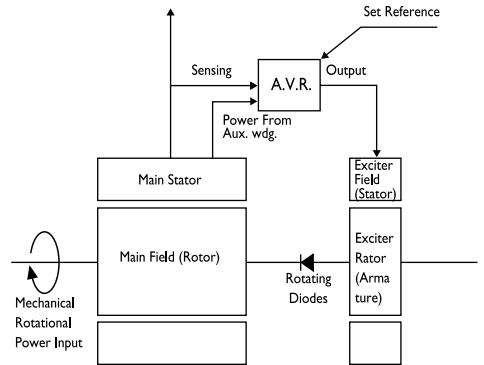 Set Reference
Sensing
A.V.R.
Output
Power From
Aux. wdg.
Main Stator
Exciter
Field
(Stator)
Main Field (Rotor)
Rotating
Diodes
Exciter
Rator
(Arma
ture)
Mechanical
Rotational
Power Input